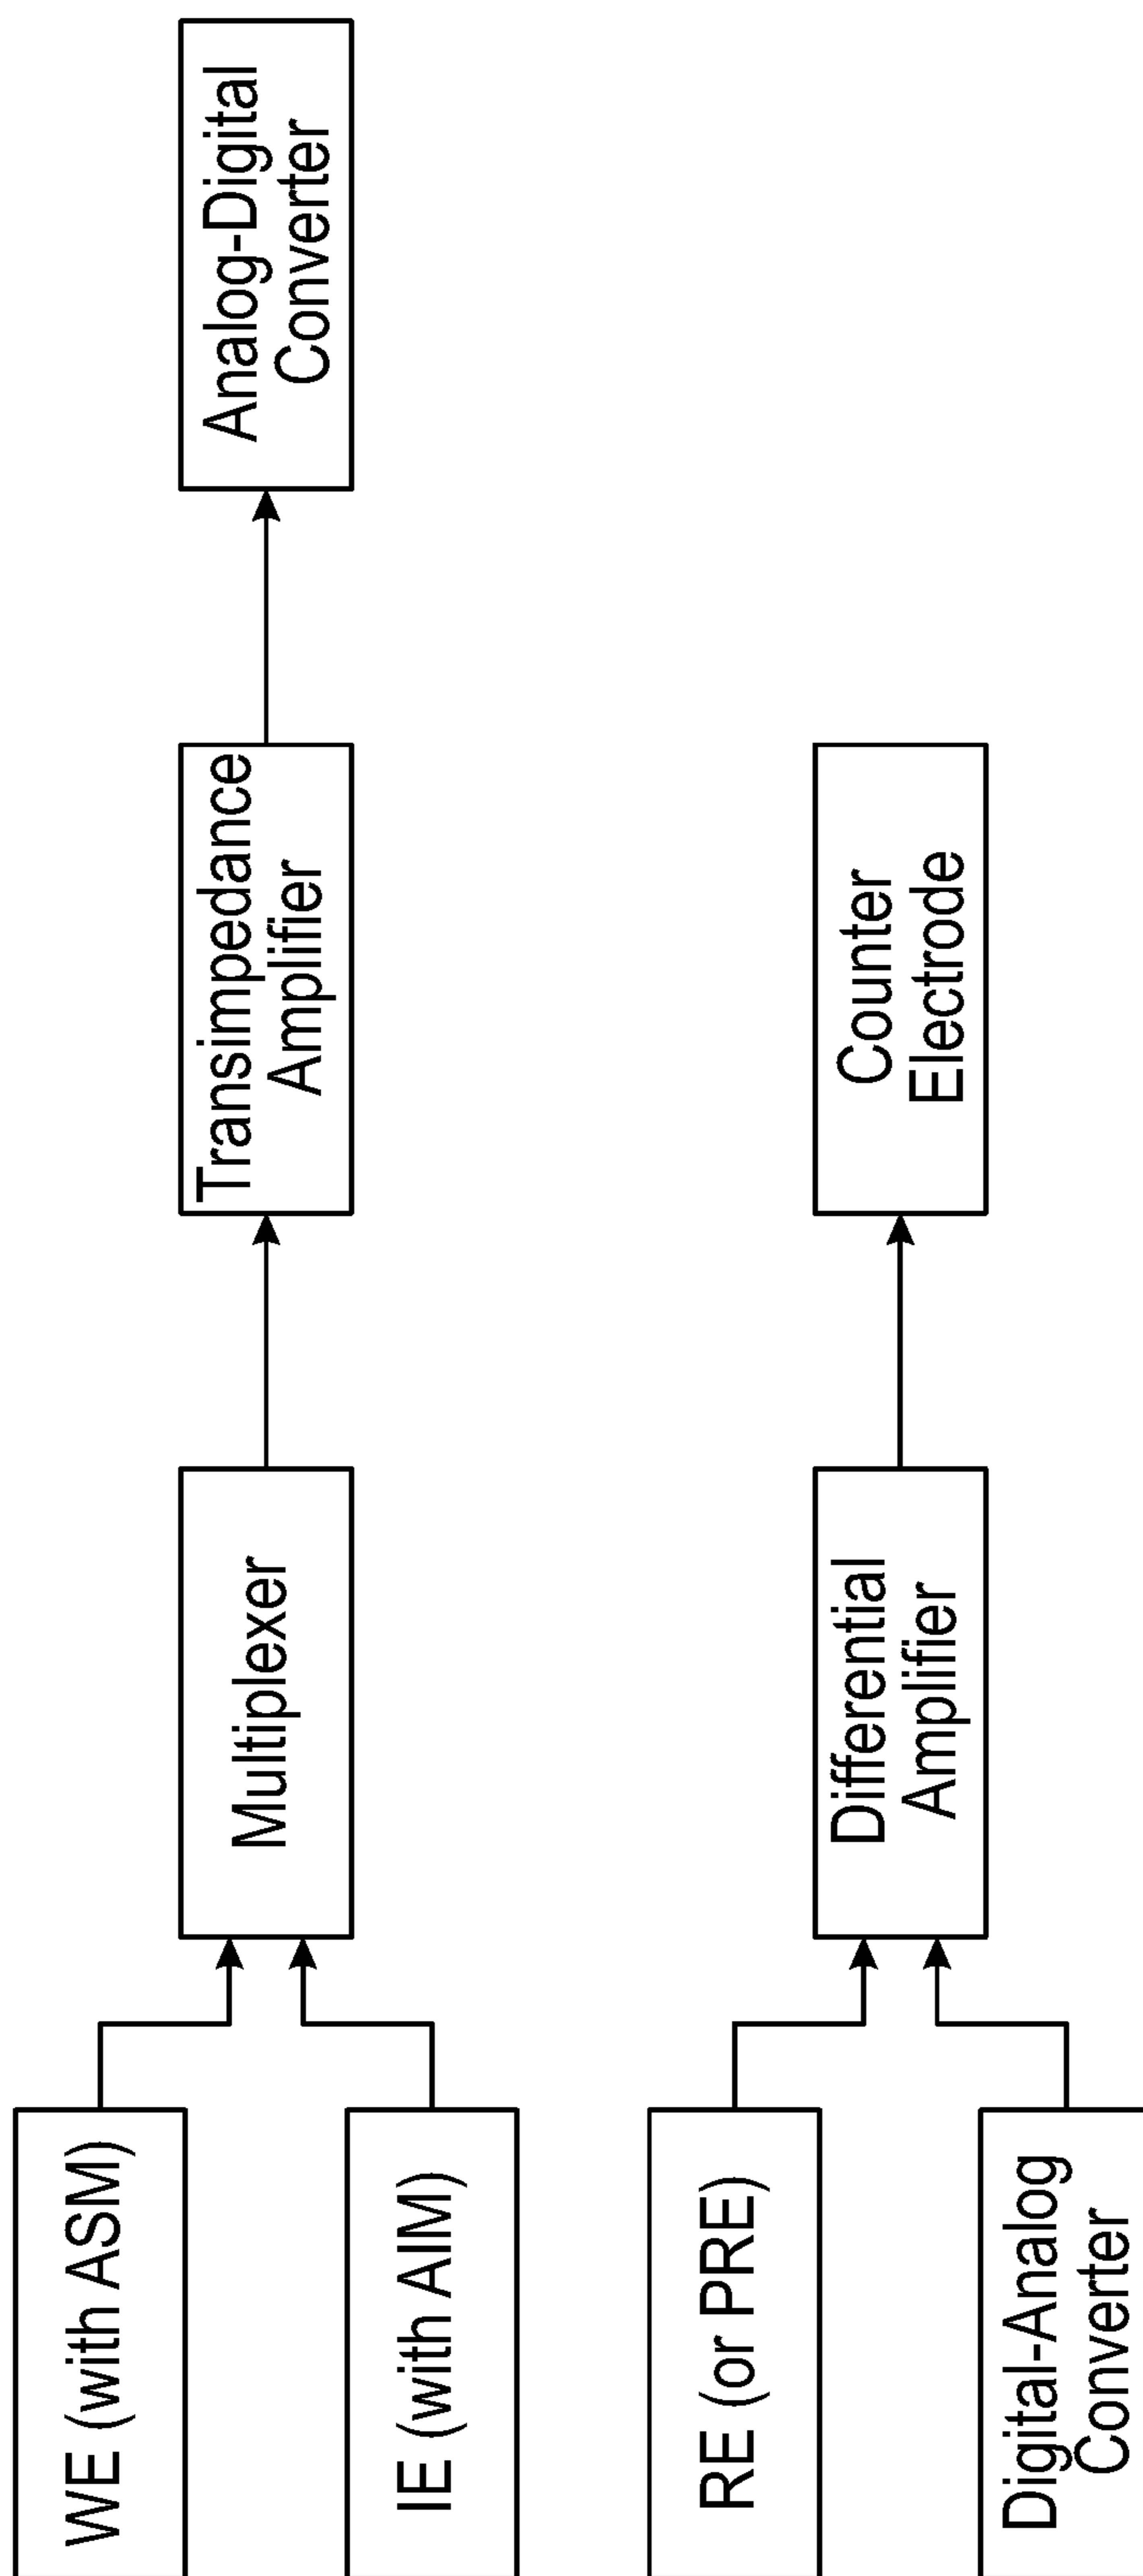 WE (with ASM)
IE (with AIM)
Multiplexer
Transimpedance
Amplifier
Analog-Digital
Converter
RE (or PRE)
Digital-Analog
Converter
Differential
Amplifier
Counter
Electrode